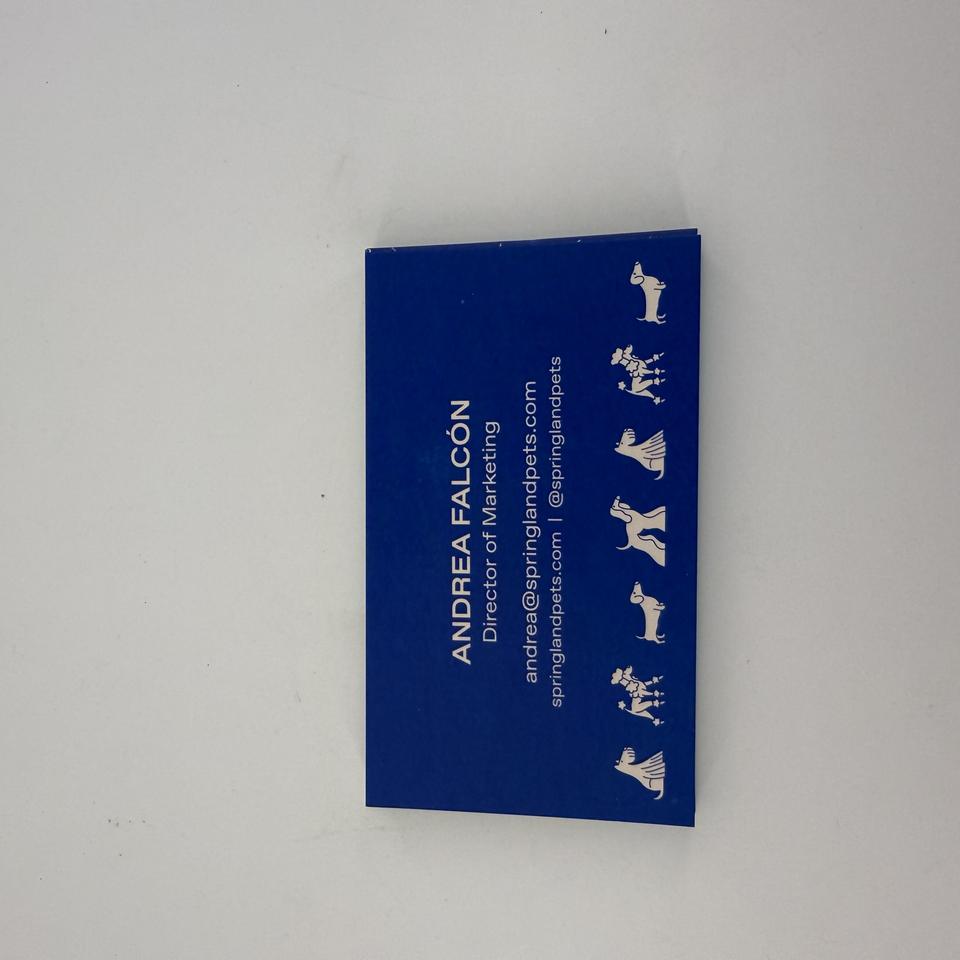 ANDREA FALCÓN
Director of Marketing
andrea@springlandpets.com
springlandpets.com | @springlandpets